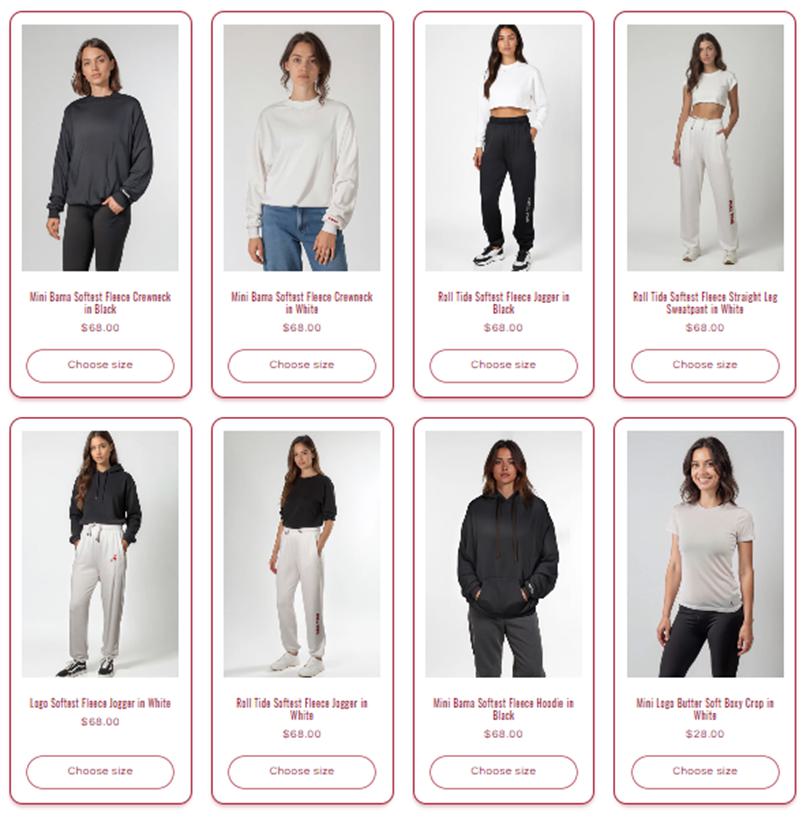 Mini Bama Softest Fleece Crewneck
in Black
$68.00
Choose size
Mini Bama Softest Fleece Crewneck
in White
$68.00
Choose size
Roll Tide Softest Fleece Jogger in
Black
$68.00
Choose size
Roll Tide Softest Fleece Straight Leg
Sweatpant in White
$68.00
Choose size
Logo Softest Fleece Jogger in White
$68.00
Choose size
Roll Tide Softest Fleece Jogger in
White
$68.00
Choose size
Mini Bama Softest Fleece Hoodie in
Black
$68.00
Choose size
Mini Logo Butter Soft Boxy Crop in
White
$28.00
Choose size